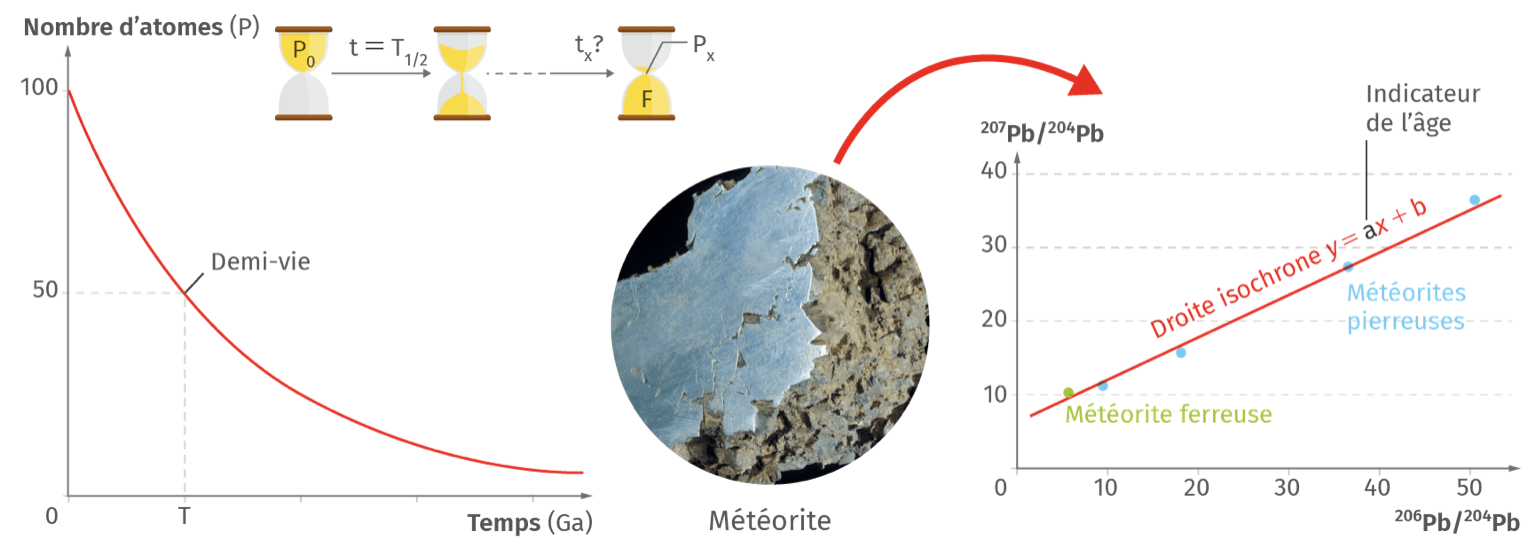 Nombre d’atomes (P)
P₀
t = T₁/₂
tₓ?
Pₓ
F
100
50
Demi-vie
0
T
Temps (Ga)
Météorite
²⁰⁷Pb/²⁰⁴Pb
Indicateur
de l’âge
40
30
20
10
Droite isochrone y = ax + b
Météorites
pierreuses
Météorite ferreuse
0
10
20
30
40
50
²⁰⁶Pb/²⁰⁴Pb